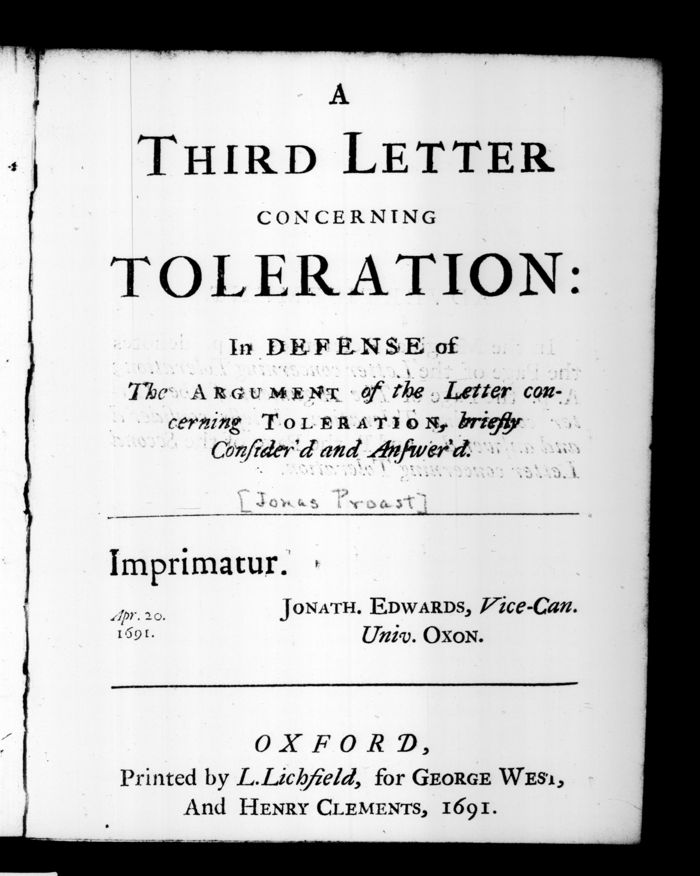 A
THIRD LETTER
CONCERNING
TOLERATION:
In DEFENSE of
The ARGUMENT of the Letter con-
cerning TOLERATION, briefly
Conſider'd and Anſwer'd.
[Jonas Proast]
Imprimatur.
JONATH. EDWARDS, Vice-Can.
Univ. OXON.
Apr. 20.
1691.
OXFORD,
Printed by L. Lichfield, for GEORGE WEST,
And HENRY CLEMENTS, 1691.